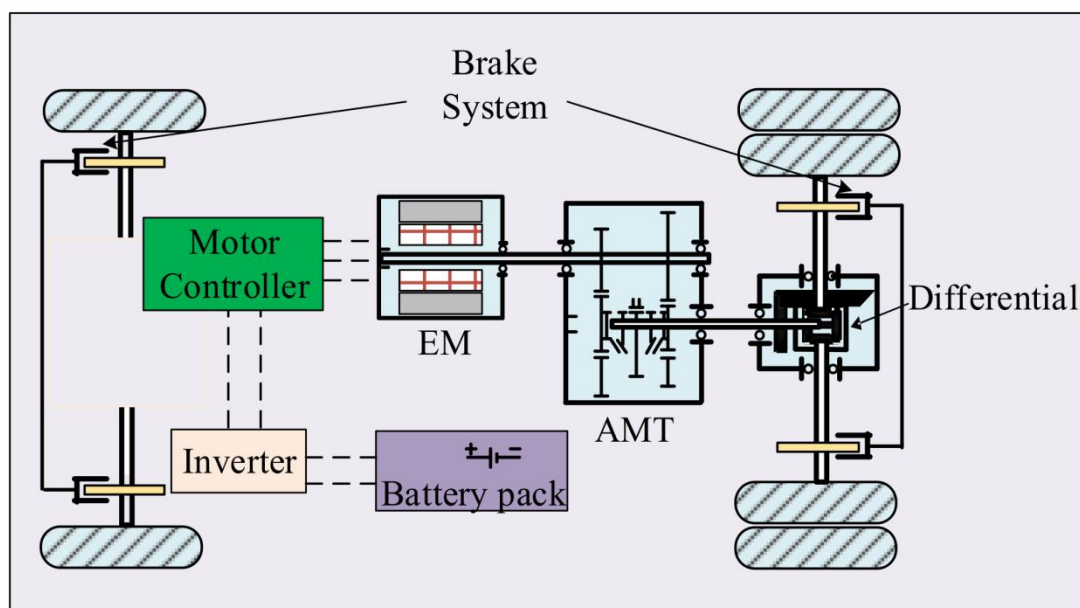 Brake
System
Motor
Controller
EM
Differential
AMT
Inverter
+ −
Battery pack